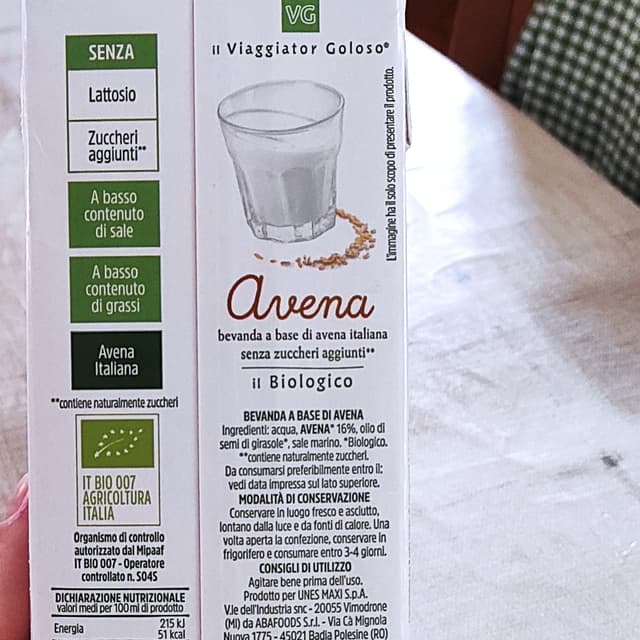 SENZA
Lattosio
Zuccheri
aggiunti**
A basso
contenuto
di sale
A basso
contenuto
di grassi
Avena
Italiana
**contiene naturalmente zuccheri
IT BIO 007
AGRICOLTURA
ITALIA
Organismo di controllo
autorizzato dal Mipaaf
IT BIO 007 - Operatore
controllato n. S04S
DICHIARAZIONE NUTRIZIONALE
valori medi per 100 ml di prodotto
Energia 215 kJ
51 kcal
VG
il Viaggiator Goloso®
L'immagine ha il solo scopo di presentare il prodotto.
avena
bevanda a base di avena italiana
senza zuccheri aggiunti**
il Biologico
BEVANDA A BASE DI AVENA
Ingredienti: acqua, AVENA* 16%, olio di
semi di girasole*, sale marino. *Biologico.
**contiene naturalmente zuccheri.
Da consumarsi preferibilmente entro il:
vedi data impressa sul lato superiore.
MODALITÀ DI CONSERVAZIONE
Conservare in luogo fresco e asciutto,
lontano dalla luce e da fonti di calore. Una
volta aperta la confezione, conservare in
frigorifero e consumare entro 3-4 giorni.
CONSIGLI DI UTILIZZO
Agitare bene prima dell'uso.
Prodotto per UNES MAXI S.p.A.
V.le dell'Industria snc - 20055 Vimodrone
(MI) da ABAFOODS S.r.l. - Via Cà Mignola
Nuova 1775 - 45021 Badia Polesine (RO)